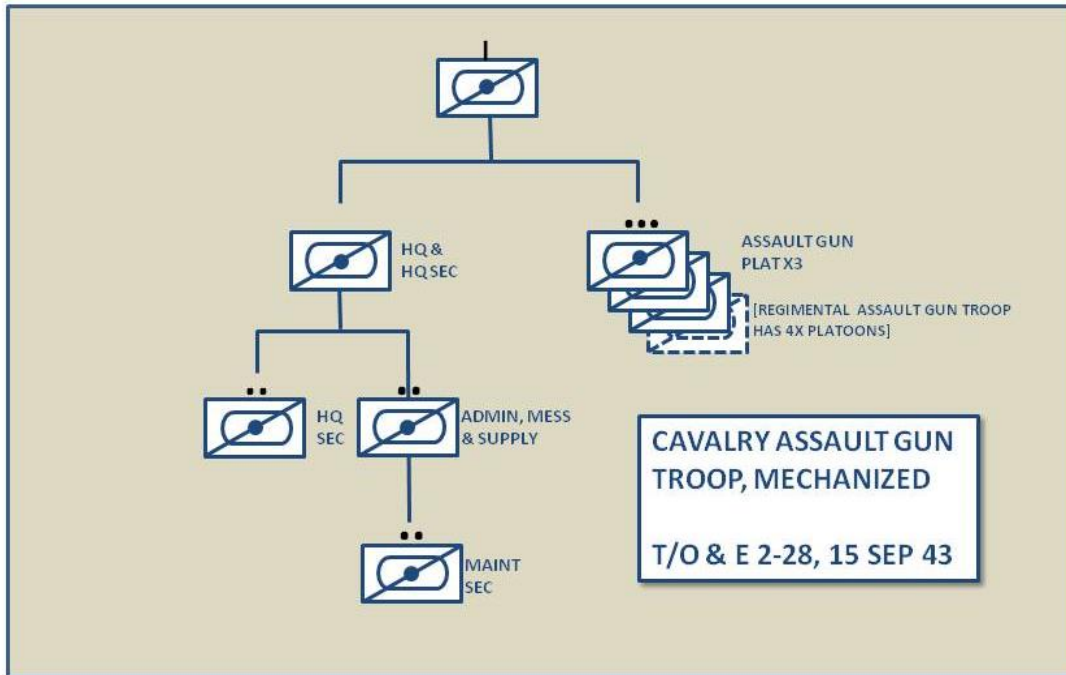 HQ &
HQ SEC
ASSAULT GUN
PLAT X3
[REGIMENTAL ASSAULT GUN TROOP
HAS 4X PLATOONS]
HQ
SEC
ADMIN, MESS
& SUPPLY
MAINT
SEC
CAVALRY ASSAULT GUN
TROOP, MECHANIZED
T/O & E 2-28, 15 SEP 43